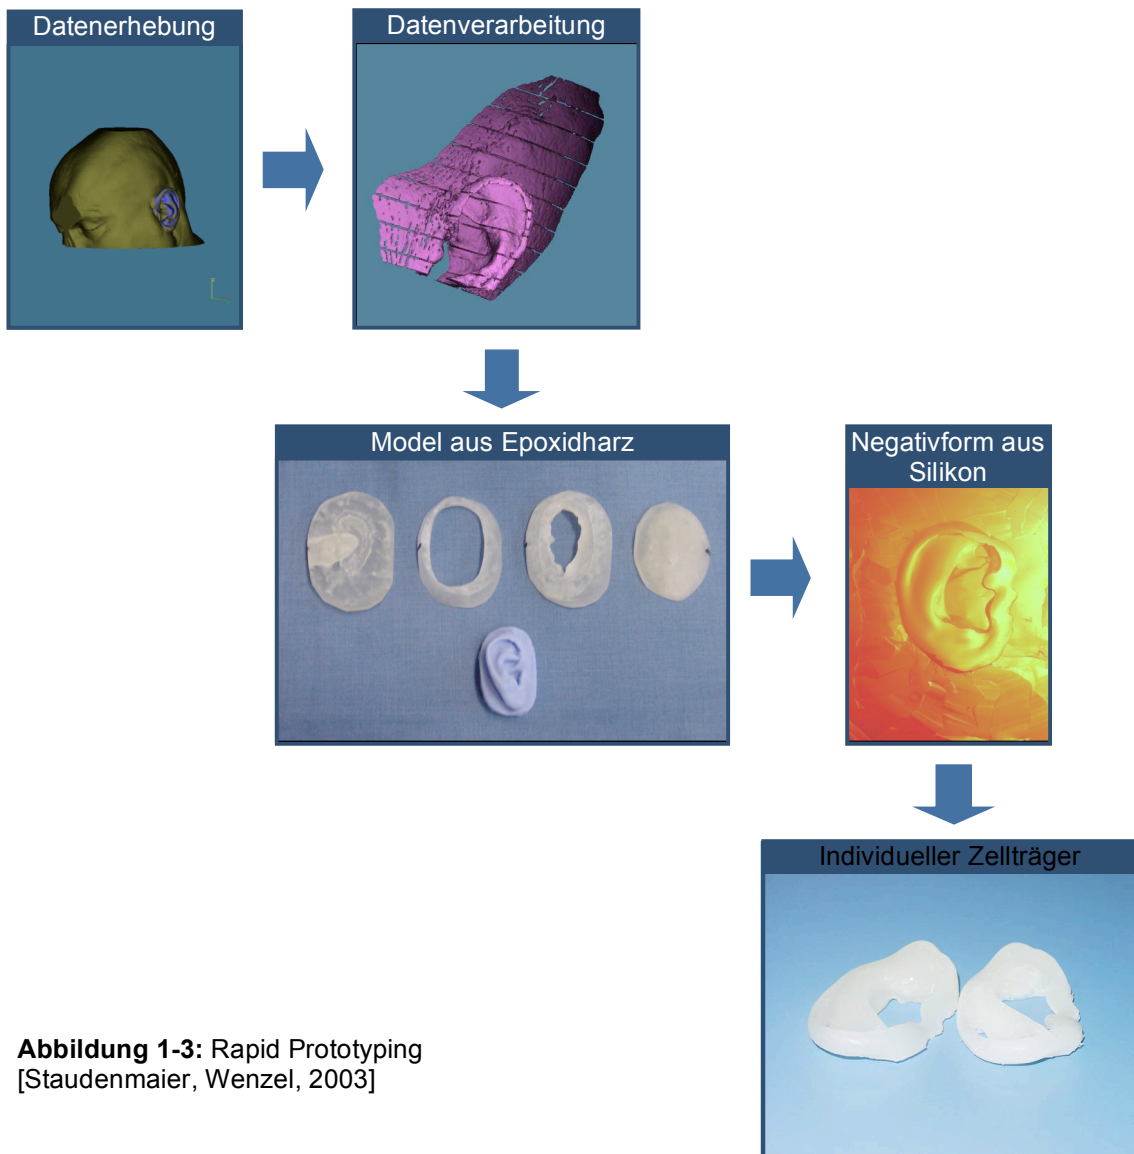 Datenerhebung
Datenverarbeitung
Model aus Epoxidharz
Negativform aus
Silikon
Individueller Zellträger
Abbildung 1-3: Rapid Prototyping
[Staudenmaier, Wenzel, 2003]